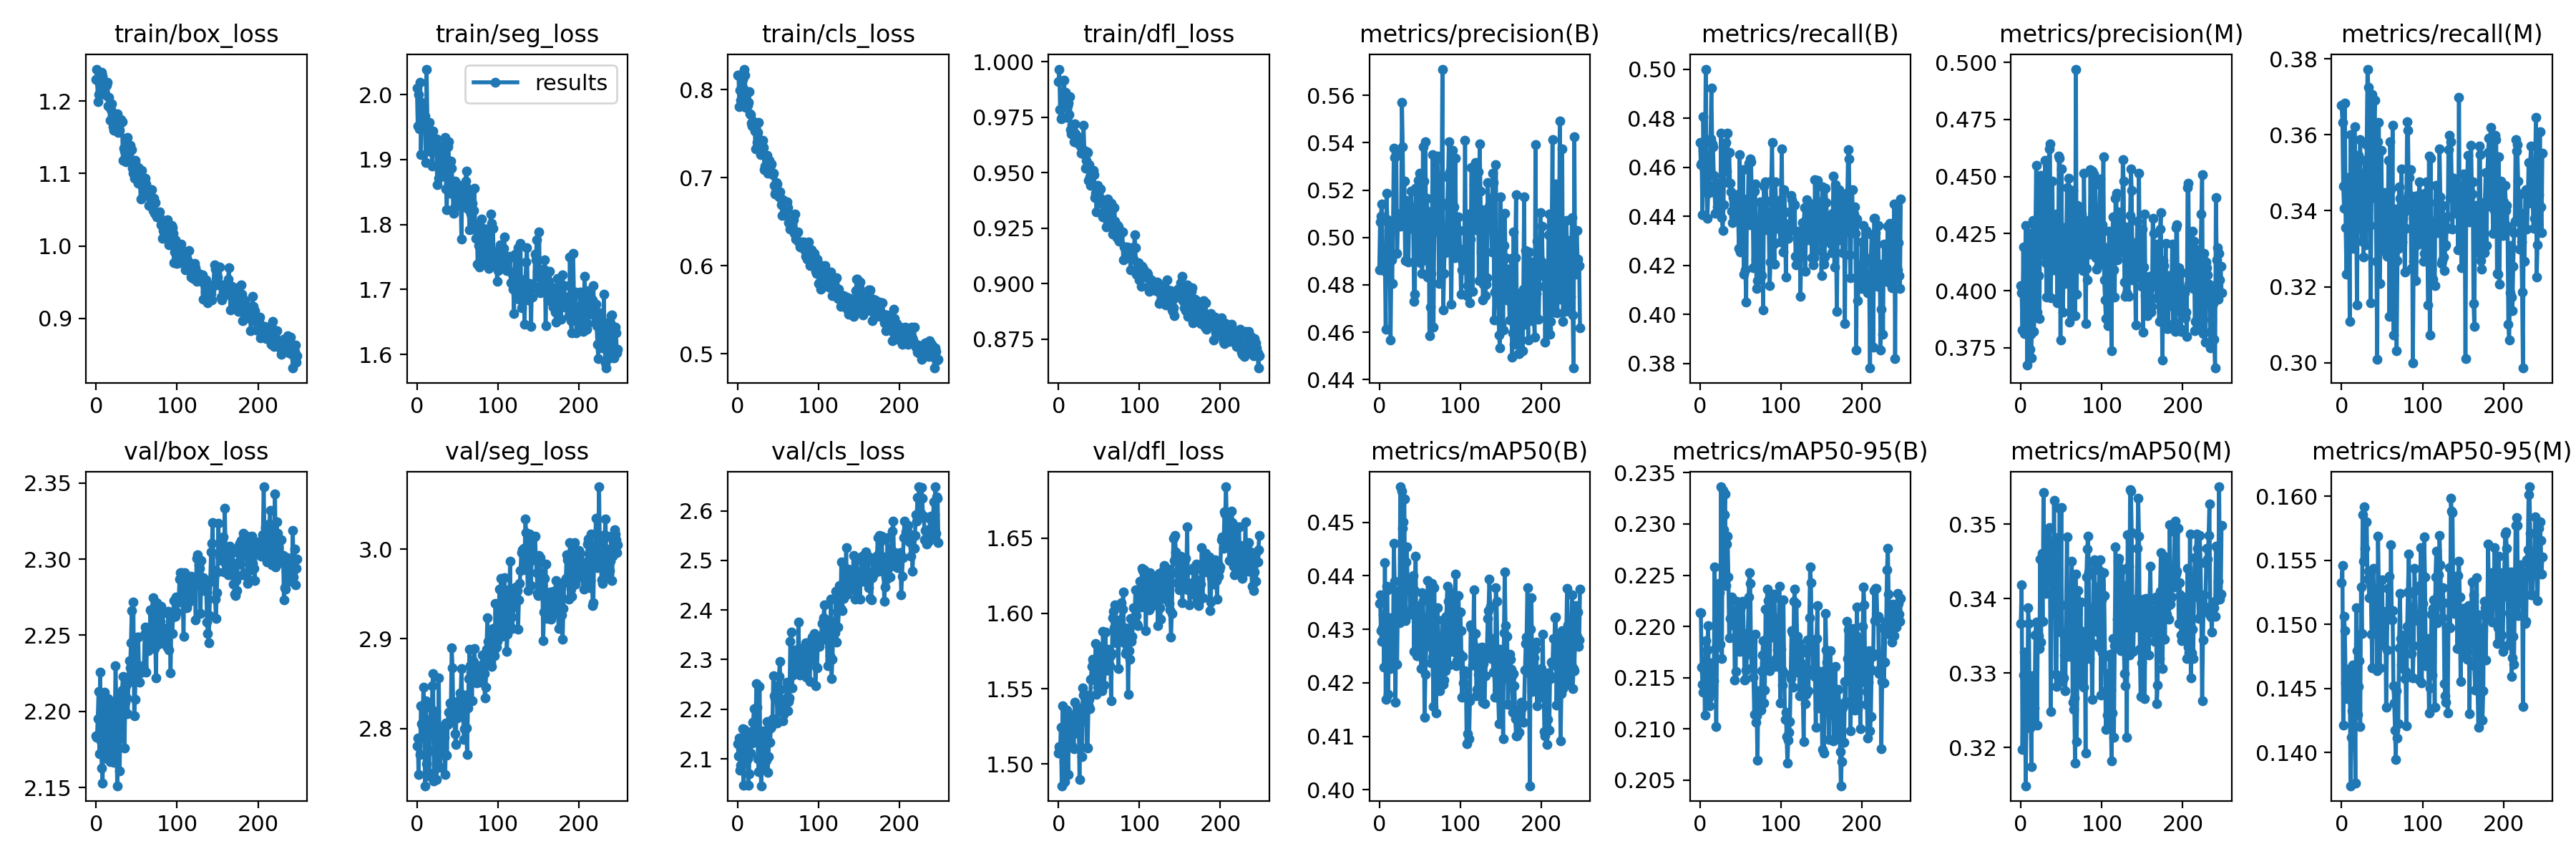 train/box_loss
1.2
1.1
1.0
0.9
0 100 200
train/seg_loss
results
2.0
1.9
1.8
1.7
1.6
0 100 200
train/cls_loss
0.8
0.7
0.6
0.5
0 100 200
train/dfl_loss
1.000
0.975
0.950
0.925
0.900
0.875
0 100 200
metrics/precision(B)
0.56
0.54
0.52
0.50
0.48
0.46
0.44
0 100 200
metrics/recall(B)
0.50
0.48
0.46
0.44
0.42
0.40
0.38
0 100 200
metrics/precision(M)
0.500
0.475
0.450
0.425
0.400
0.375
0 100 200
metrics/recall(M)
0.38
0.36
0.34
0.32
0.30
0 100 200
val/box_loss
2.35
2.30
2.25
2.20
2.15
0 100 200
val/seg_loss
3.0
2.9
2.8
0 100 200
val/cls_loss
2.6
2.5
2.4
2.3
2.2
2.1
0 100 200
val/dfl_loss
1.65
1.60
1.55
1.50
0 100 200
metrics/mAP50(B)
0.45
0.44
0.43
0.42
0.41
0.40
0 100 200
metrics/mAP50-95(B)
0.235
0.230
0.225
0.220
0.215
0.210
0.205
0 100 200
metrics/mAP50(M)
0.35
0.34
0.33
0.32
0 100 200
metrics/mAP50-95(M)
0.160
0.155
0.150
0.145
0.140
0 100 200